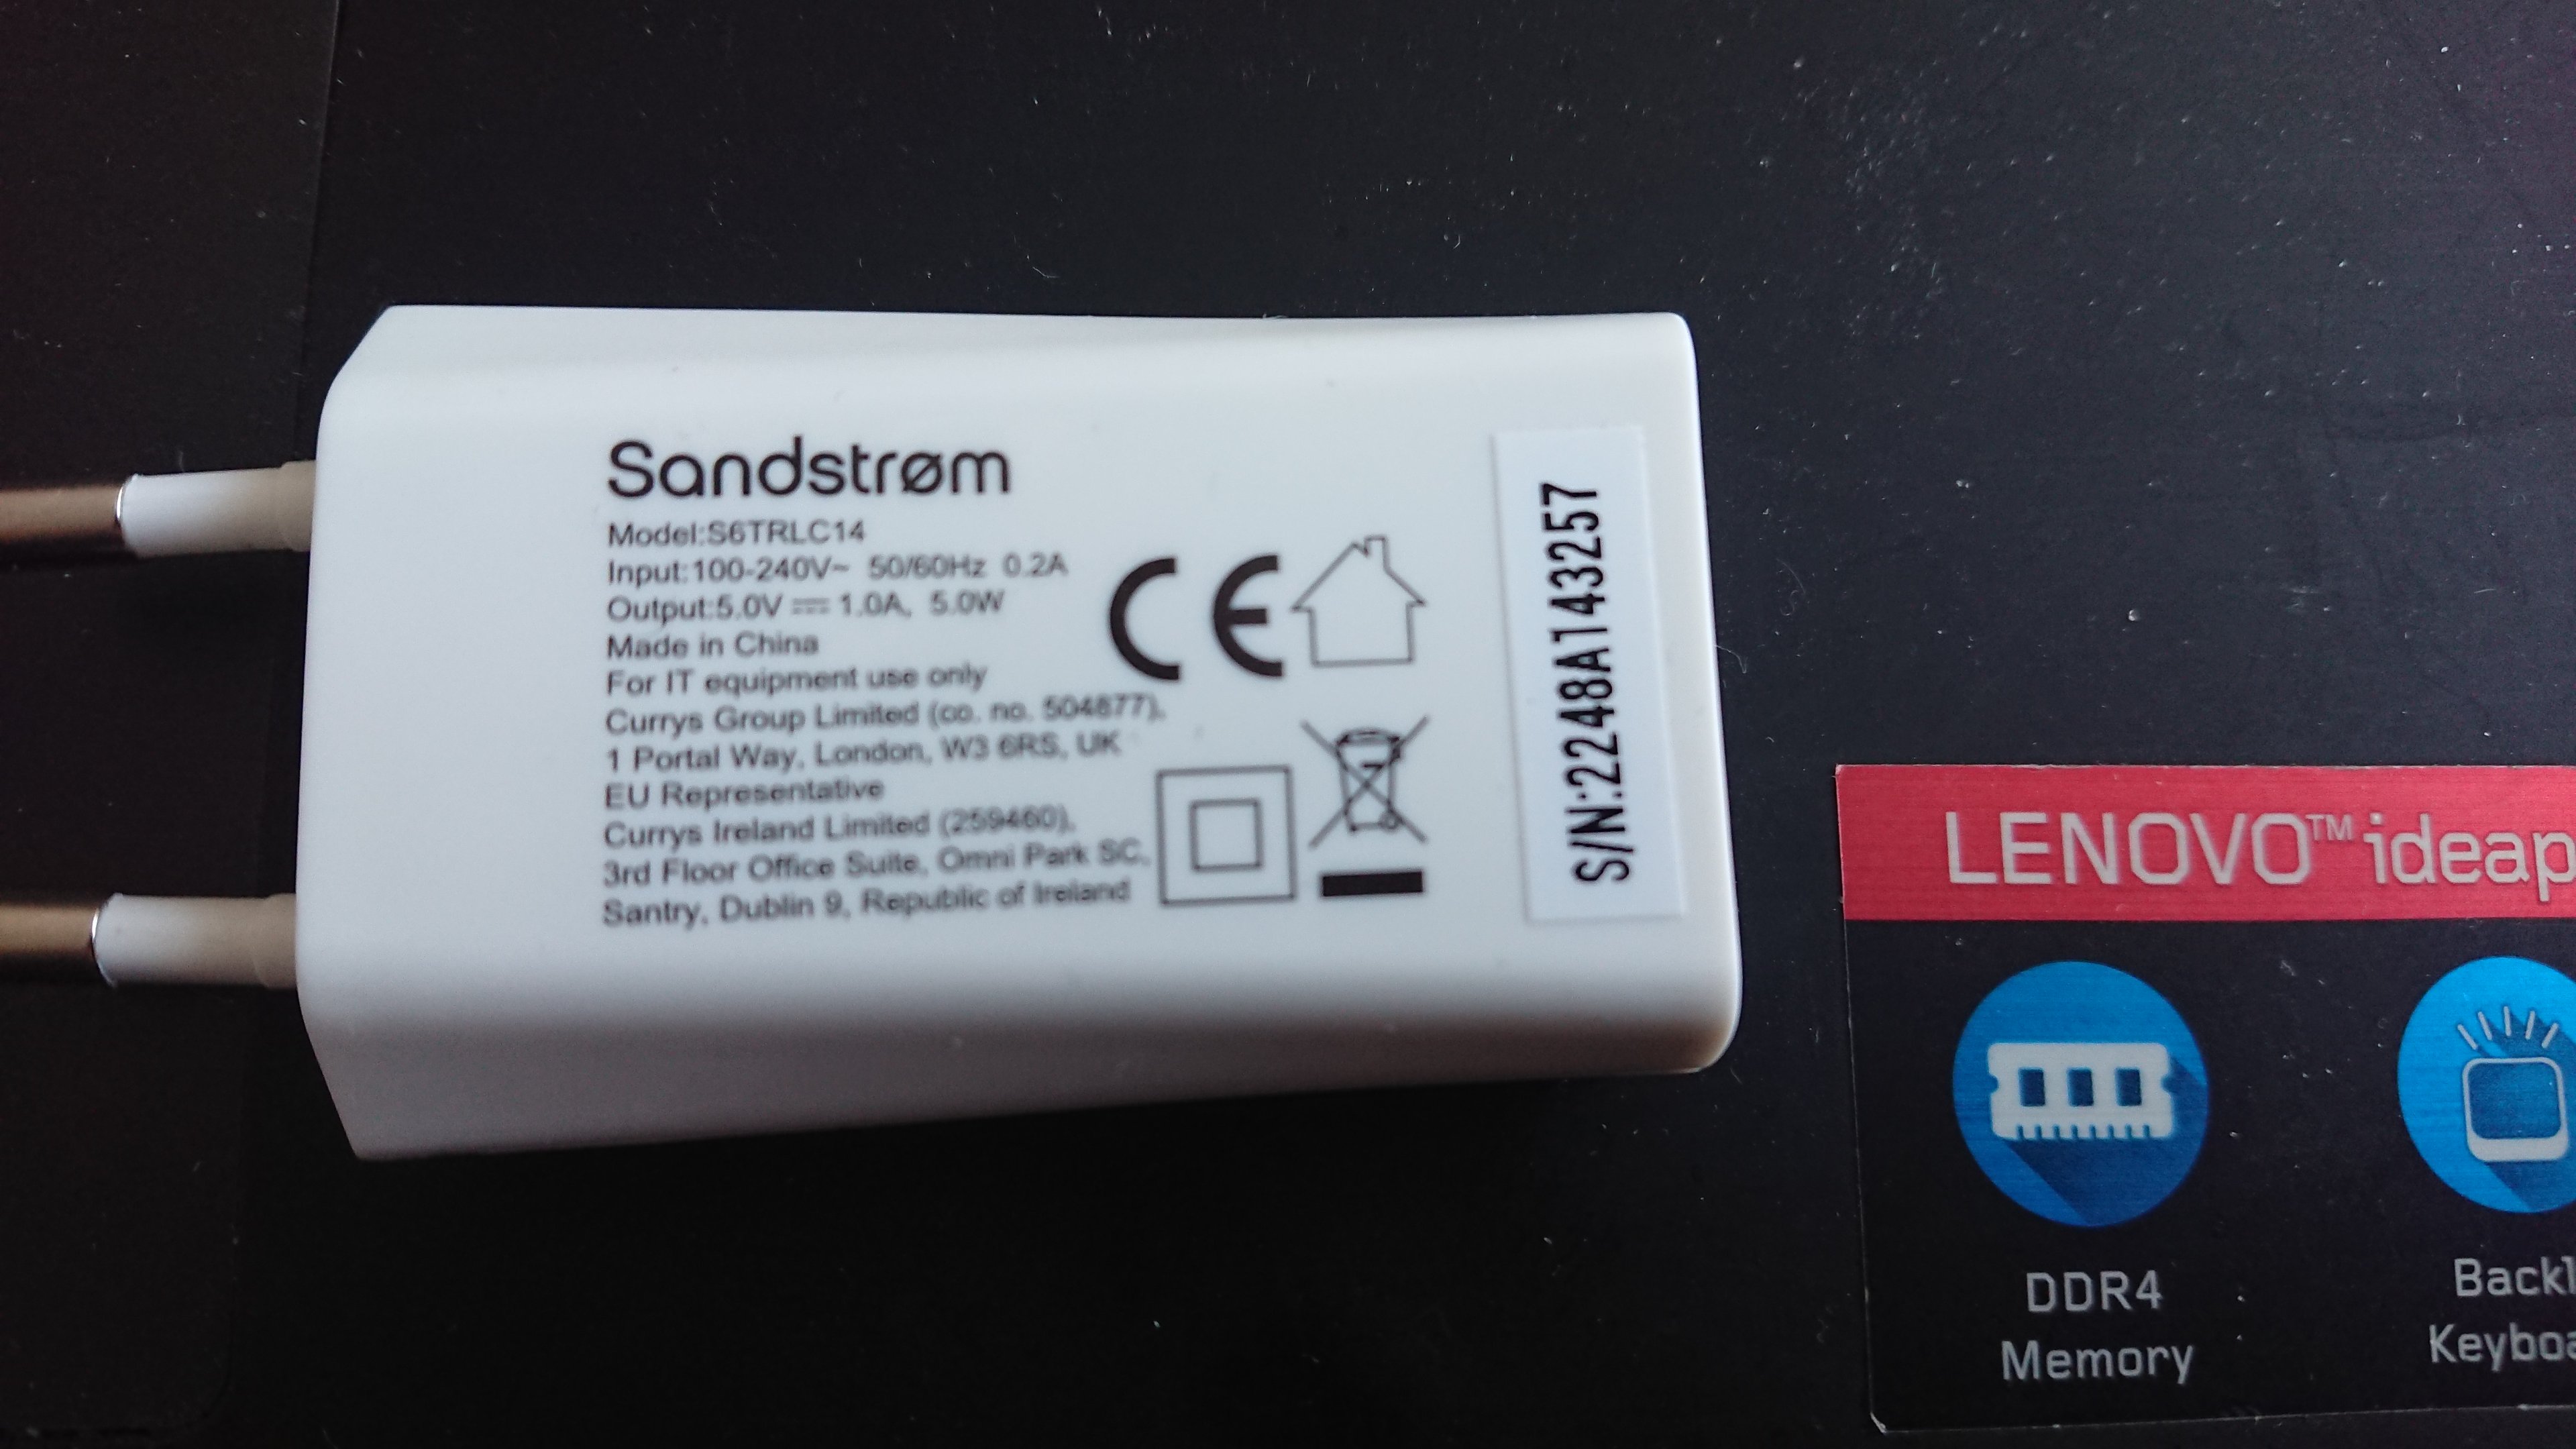 Sandstrøm
Model:S6TRLC14
Input:100-240V~ 50/60Hz 0.2A
Output:5.0V ⎓ 1.0A, 5.0W
Made in China
For IT equipment use only
Currys Group Limited (co. no. 504877),
1 Portal Way, London, W3 6RS, UK
EU Representative
Currys Ireland Limited (259460),
3rd Floor Office Suite, Omni Park SC,
Santry, Dublin 9, Republic of Ireland
CE
S/N:2248A143257
LENOVO™ ideap
DDR4
Memory
Backl
Keyboa